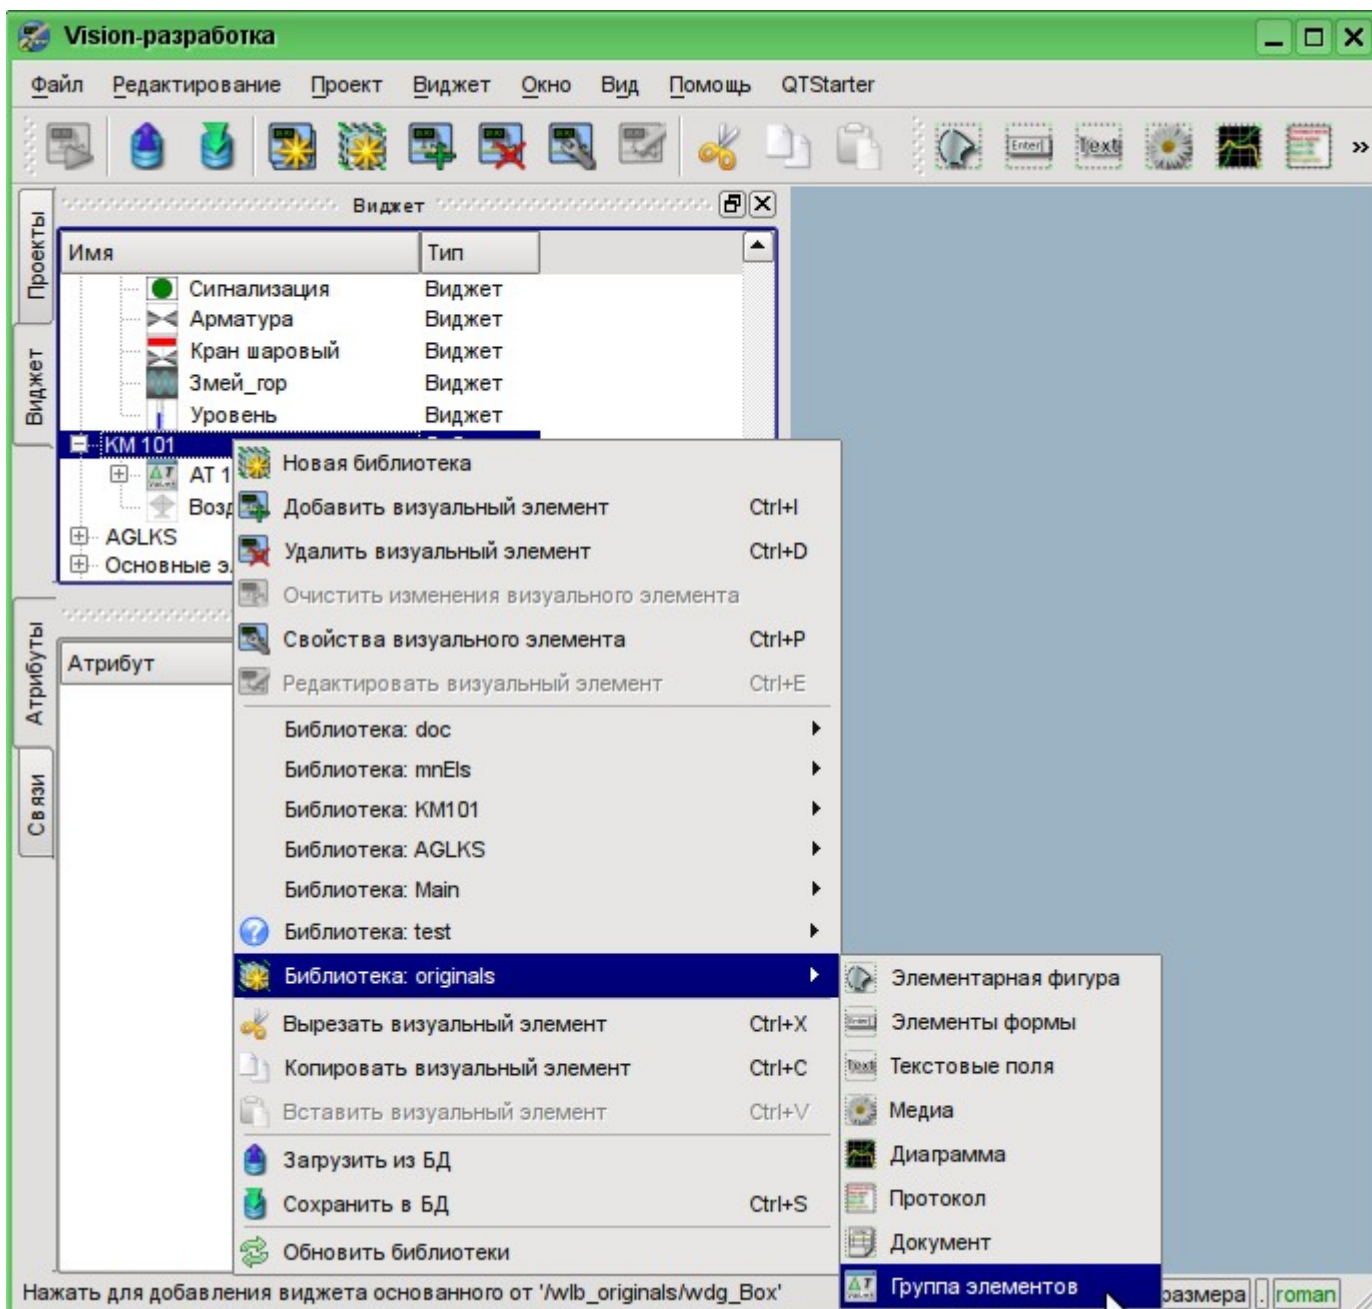 Vision-разработка
Файл Редактирование Проект Виджет Окно Вид Помощь QTStarter
Enter Text »
Виджет
Проекты
Виджет
Имя Тип
Сигнализация Виджет
Арматура Виджет
Кран шаровый Виджет
Змей_гор Виджет
Уровень Виджет
КМ 101
АТ 1
Возд
AGLKS
Основные э
Атрибуты
Связи
Атрибут
Новая библиотека
Добавить визуальный элемент Ctrl+I
Удалить визуальный элемент Ctrl+D
Очистить изменения визуального элемента
Свойства визуального элемента Ctrl+P
Редактировать визуальный элемент Ctrl+E
Библиотека: doc
Библиотека: mnEls
Библиотека: KM101
Библиотека: AGLKS
Библиотека: Main
Библиотека: test
Библиотека: originals
Вырезать визуальный элемент Ctrl+X
Копировать визуальный элемент Ctrl+C
Вставить визуальный элемент Ctrl+V
Загрузить из БД
Сохранить в БД Ctrl+S
Обновить библиотеки
Элементарная фигура
Элементы формы
Текстовые поля
Медиа
Диаграмма
Протокол
Документ
Группа элементов
Нажать для добавления виджета основанного от '/wlb_originals/wdg_Box' размера . roman